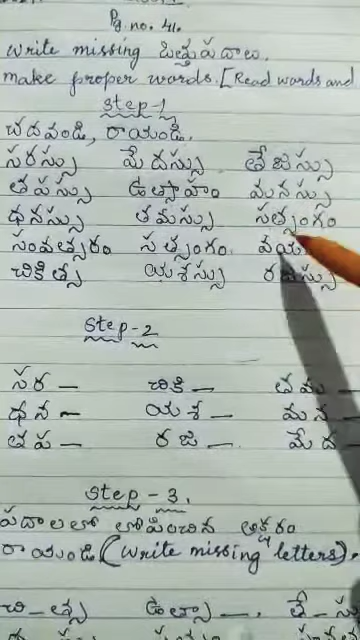 Pg.no. 41.
write missing ఒత్తుపదాలు.
make proper words. [Read words and
Step-1
చదవండి, రాయండి.
సరస్సు మేదస్సు తేజస్సు
తపస్సు ఉత్సాహం మనస్సు
ధనస్సు తమస్సు సత్సంగం
సంవత్సరం సత్సంగం.
చికిత్స యశస్సు
Step-2
సర — చికి — తమ
ధన — యశ — మన
తప — రజ — మేద
Step-3.
పదాలలో లోపించిన అక్షరం
రాయండి (write missing letters).
చి–త్స ఉత్సా —. తే–స్సు